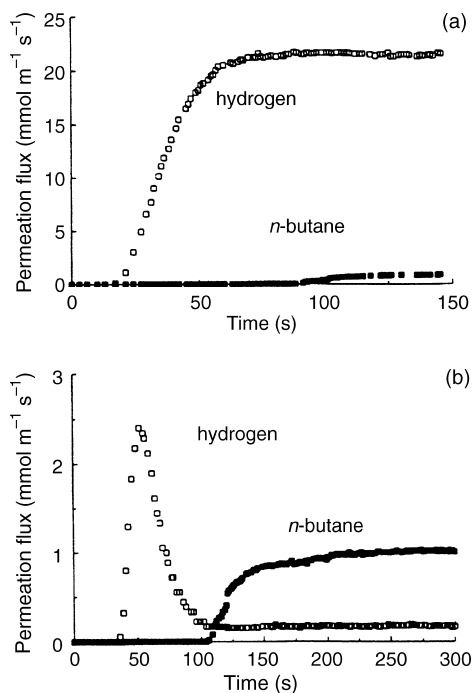 (a)
25
20
15
10
5
0
Permeation flux (mmol m⁻¹ s⁻¹)
hydrogen
n-butane
0 50 100 150
Time (s)
(b)
3
2
1
0
Permeation flux (mmol m⁻¹ s⁻¹)
hydrogen
n-butane
0 50 100 150 200 250 300
Time (s)